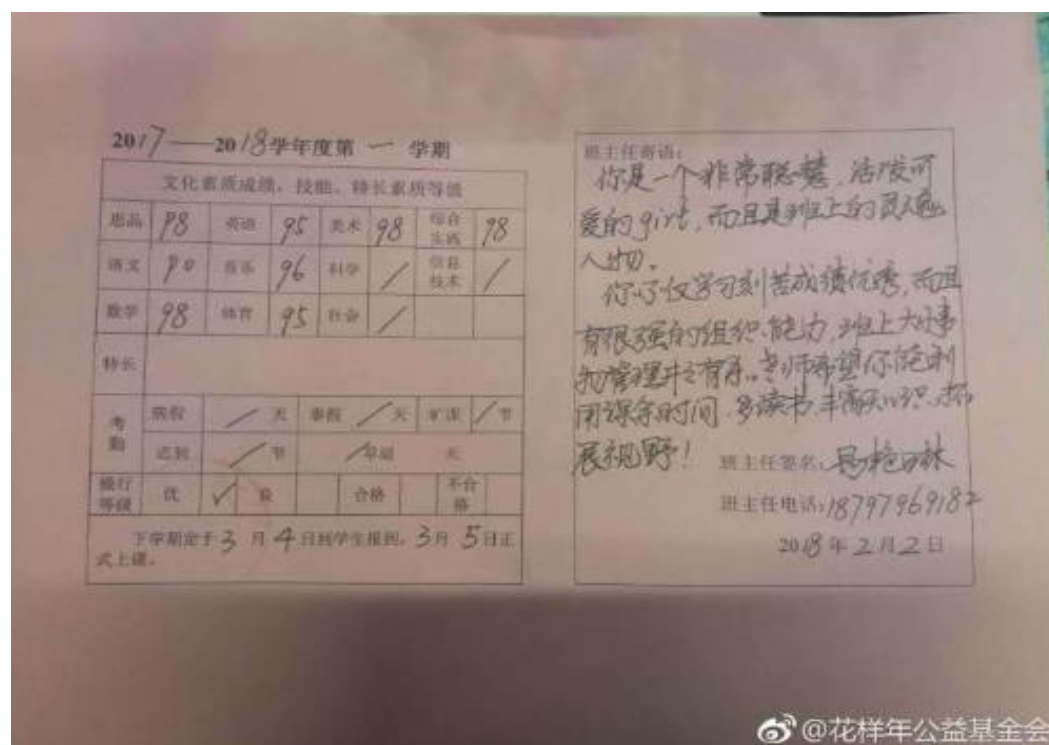 2017——2018学年度第一学期
文化素质成绩、技能、特长素质等级
思品 98 英语 95 美术 98 综合实践 98
语文 90 音乐 96 科学 / 信息技术 /
数学 98 体育 95 社会 /
特长
考勤 病假 / 天 事假 / 天 旷课 / 节
迟到 / 节 / 早退 天
操行等级 优 ✓ 良 合格 不合格
下学期定于3月4日到学生报到，3月5日正
式上课。
班主任寄语：
你是一个非常聪慧，活泼可
爱的girl，而且是班上的灵魂
人物。
你不仅学习刻苦成绩优秀，而且
有很强的组织能力，班上大小事
物管理井井有条。老师希望你能利
用课余时间，多读书，丰富知识，拓
展视野！
班主任签名：
班主任电话：18797969182
2018年2月2日
@花样年公益基金会